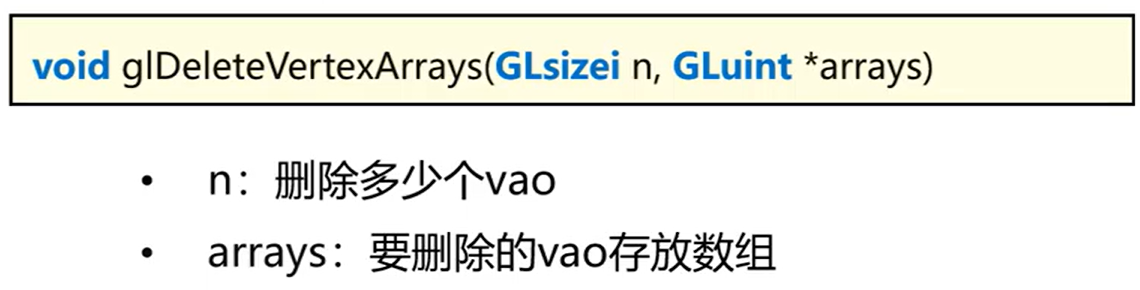 void glDeleteVertexArrays(GLsizei n, GLuint *arrays)
• n：删除多少个vao
• arrays：要删除的vao存放数组